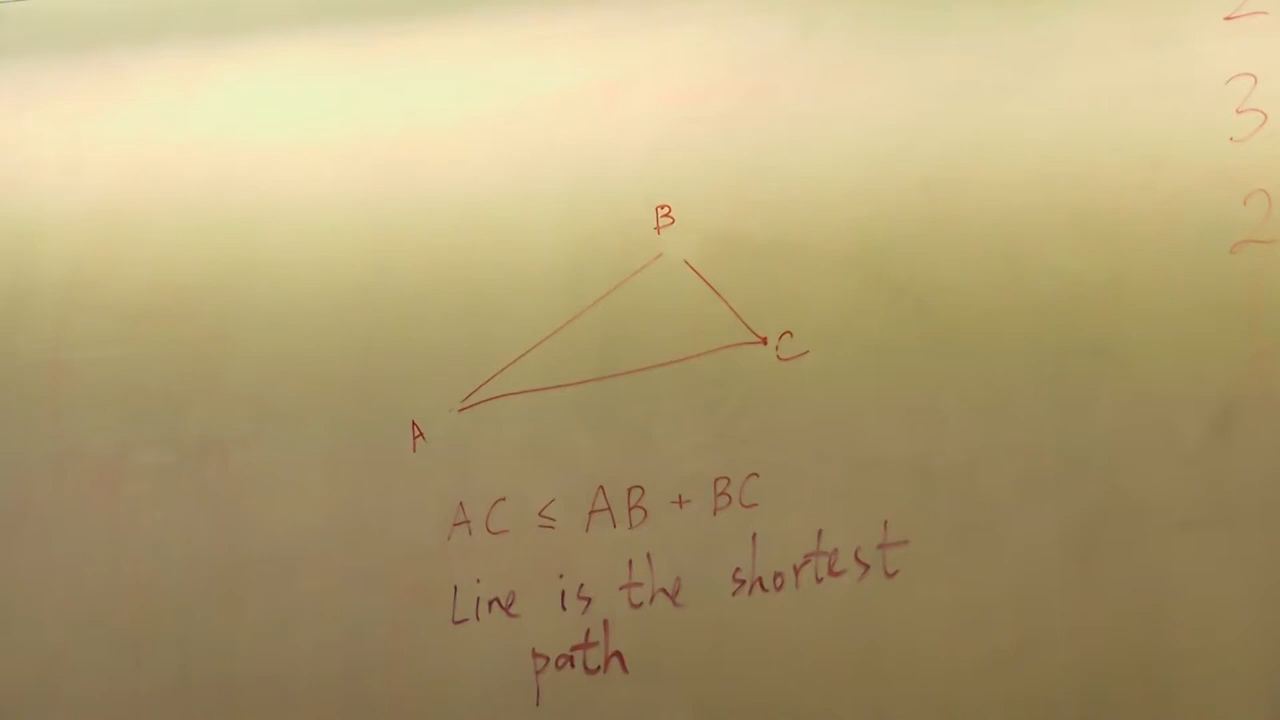 3
2
B
C
A
AC ≤ AB + BC
Line is the shortest
path